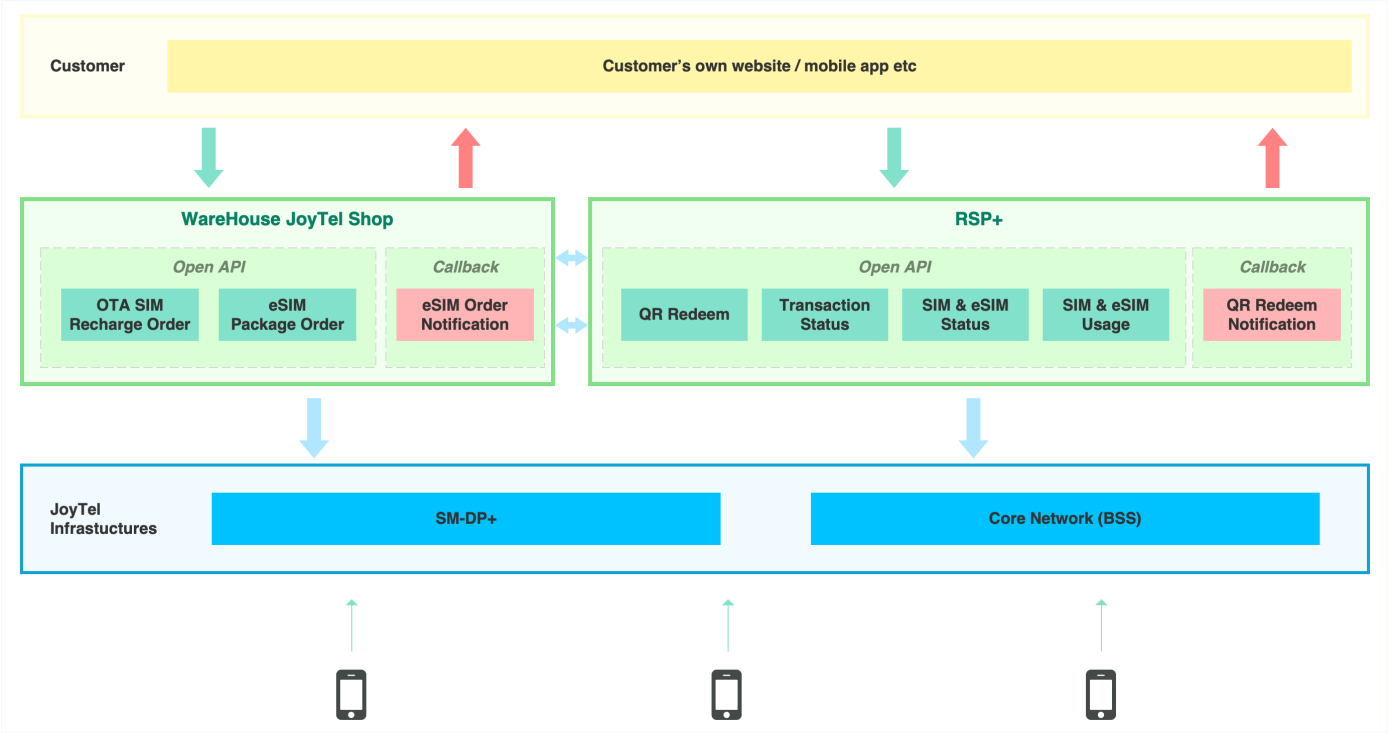 Customer
Customer's own website / mobile app etc
WareHouse JoyTel Shop
Open API
OTA SIM
Recharge Order
eSIM
Package Order
Callback
eSIM Order
Notification
RSP+
Open API
QR Redeem
Transaction
Status
SIM & eSIM
Status
SIM & eSIM
Usage
Callback
QR Redeem
Notification
JoyTel
Infrastuctures
SM-DP+
Core Network (BSS)